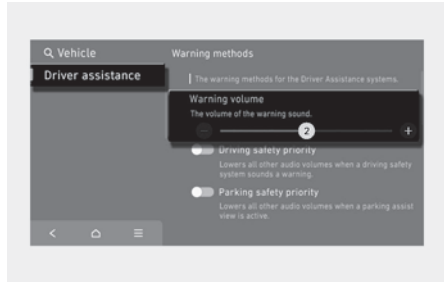 Vehicle
Warning methods
Driver assistance
The warning methods for the Driver Assistance systems.
Warning volume
The volume of the warning sound.
2
Driving safety priority
Lowers all other audio volumes when a driving safety
system sounds a warning.
Parking safety priority
Lowers all other audio volumes when a parking assist
view is active.